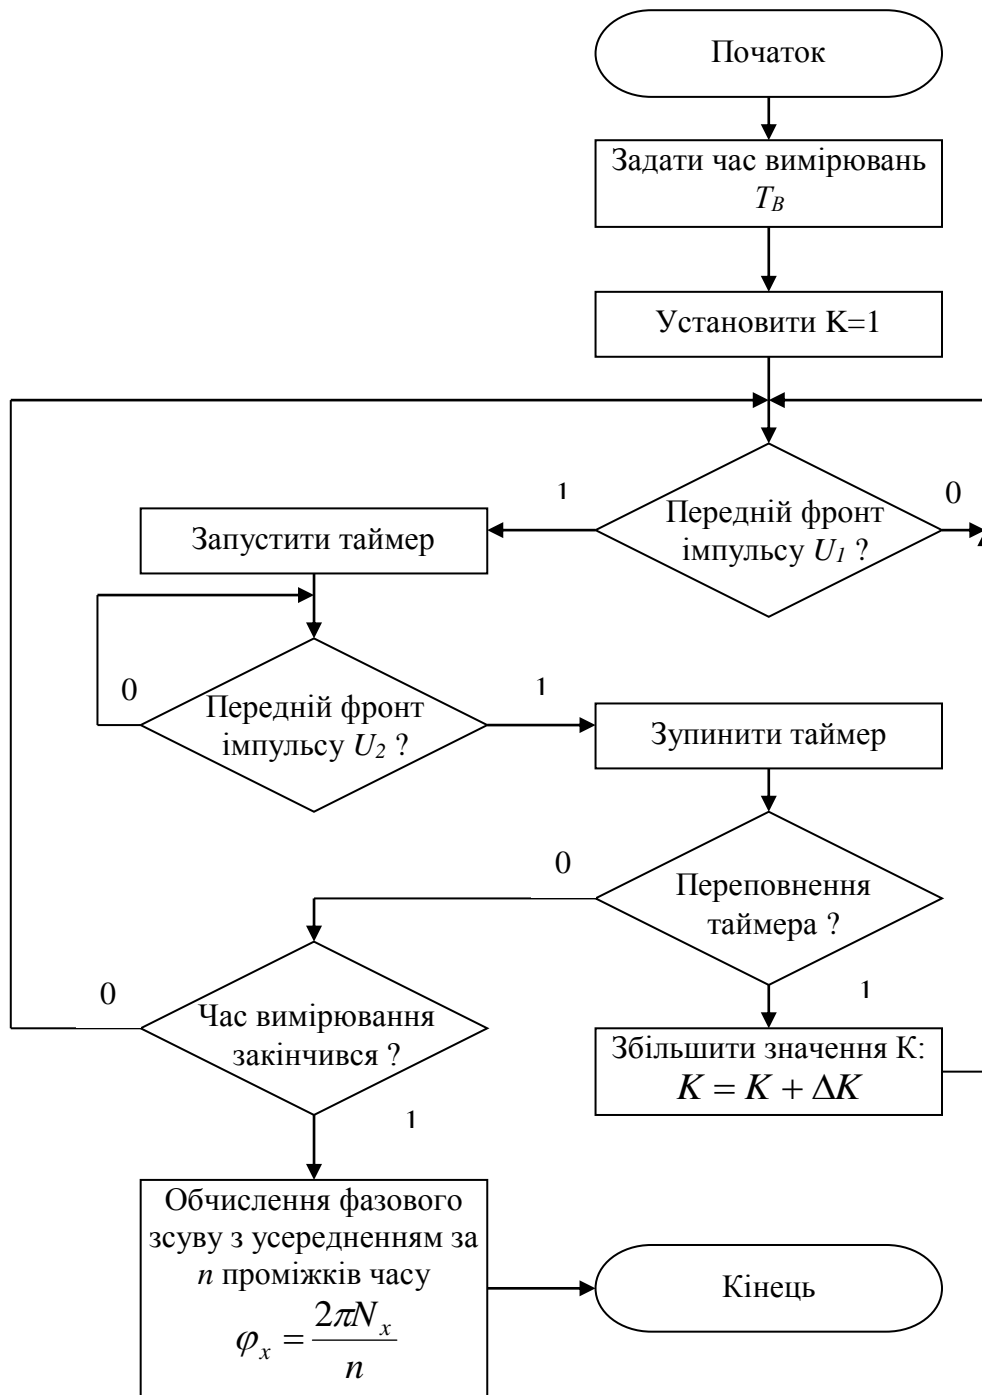 Початок
Задати час вимірювань
T_B
Установити K=1
1
0
Передній фронт
імпульсу U_1 ?
Запустити таймер
0
1
Передній фронт
імпульсу U_2 ?
Зупинити таймер
0
Переповнення
таймера ?
1
0
Час вимірювання
закінчився ?
1
Збільшити значення К:
K = K + ΔK
Обчислення фазового
зсуву з усередненням за
n проміжків часу
φ_x = \frac{2πN_x}{n}
Кінець